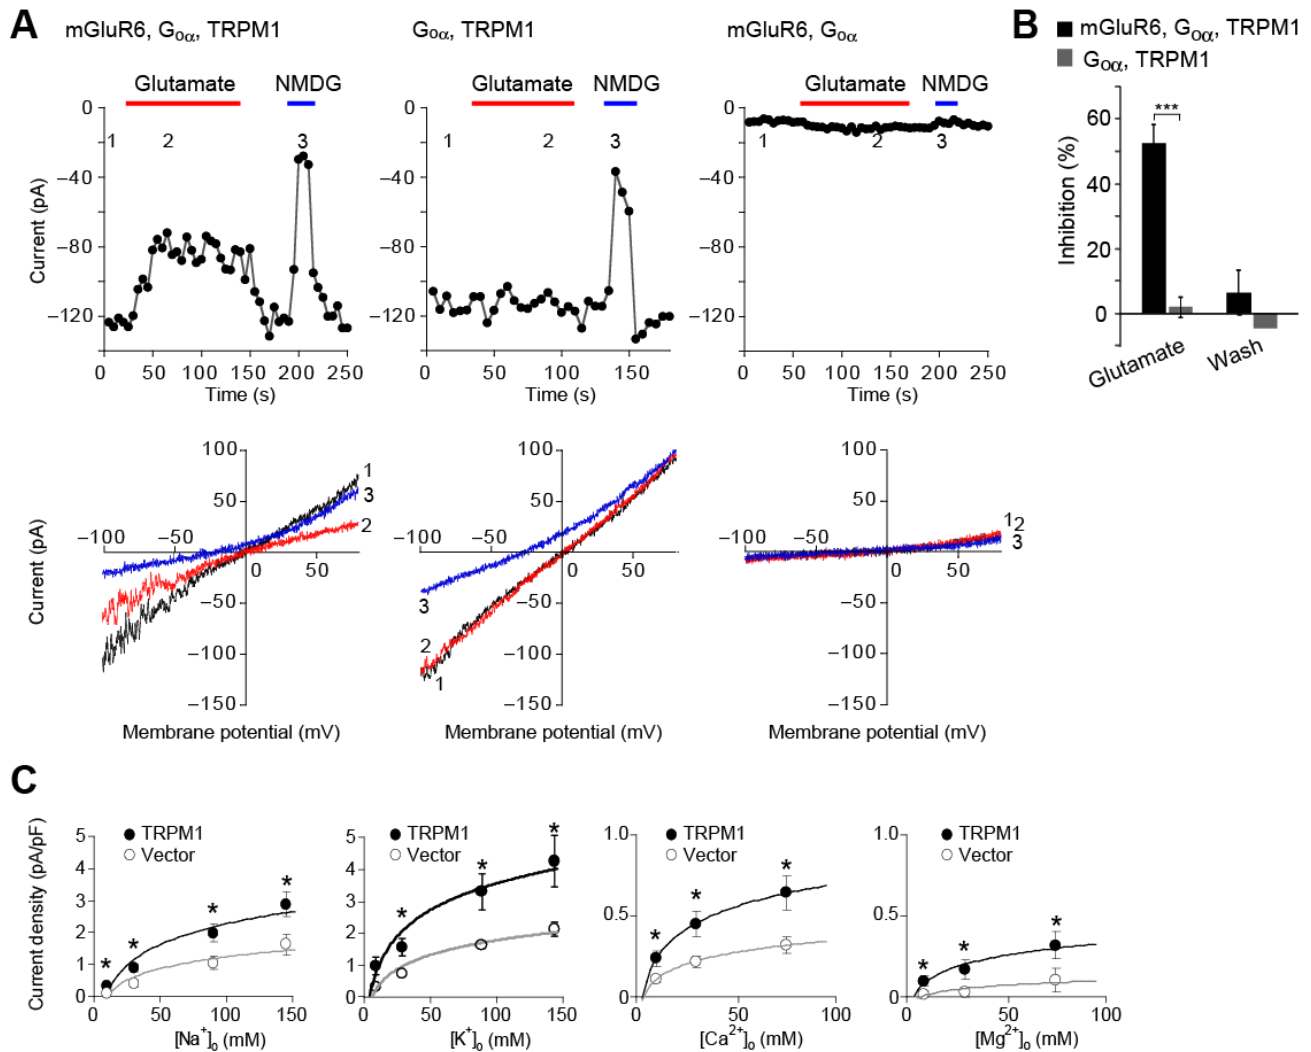 A
mGluR6, Goα, TRPM1
Goα, TRPM1
mGluR6, Goα
B
mGluR6, Goα, TRPM1
Goα, TRPM1
Glutamate
NMDG
Glutamate
NMDG
Glutamate
NMDG
Current (pA)
0
−40
−80
−120
1
2
3
0
50
100
150
200
250
Time (s)
0
−40
−80
−120
1
2
3
0
50
100
150
Time (s)
0
−40
−80
−120
1
2
3
0
50
100
150
200
250
Time (s)
Inhibition (%)
60
40
20
0
***
Glutamate
Wash
Current (pA)
100
50
−100
−50
0
50
−50
−100
−150
1
3
2
Membrane potential (mV)
100
50
−100
−50
0
50
−50
−100
−150
3
2
1
Membrane potential (mV)
100
50
−100
−50
0
50
−50
−100
−150
12
3
Membrane potential (mV)
C
Current density (pA/pF)
TRPM1
Vector
5
4
3
2
1
0
* * * *
0
50
100
150
[Na⁺]₀ (mM)
TRPM1
Vector
5
4
3
2
1
0
* * *
0
50
100
150
[K⁺]₀ (mM)
TRPM1
Vector
1.0
0.5
0
* * *
0
50
100
[Ca²⁺]₀ (mM)
TRPM1
Vector
1.0
0.5
0
* * *
0
50
100
[Mg²⁺]₀ (mM)